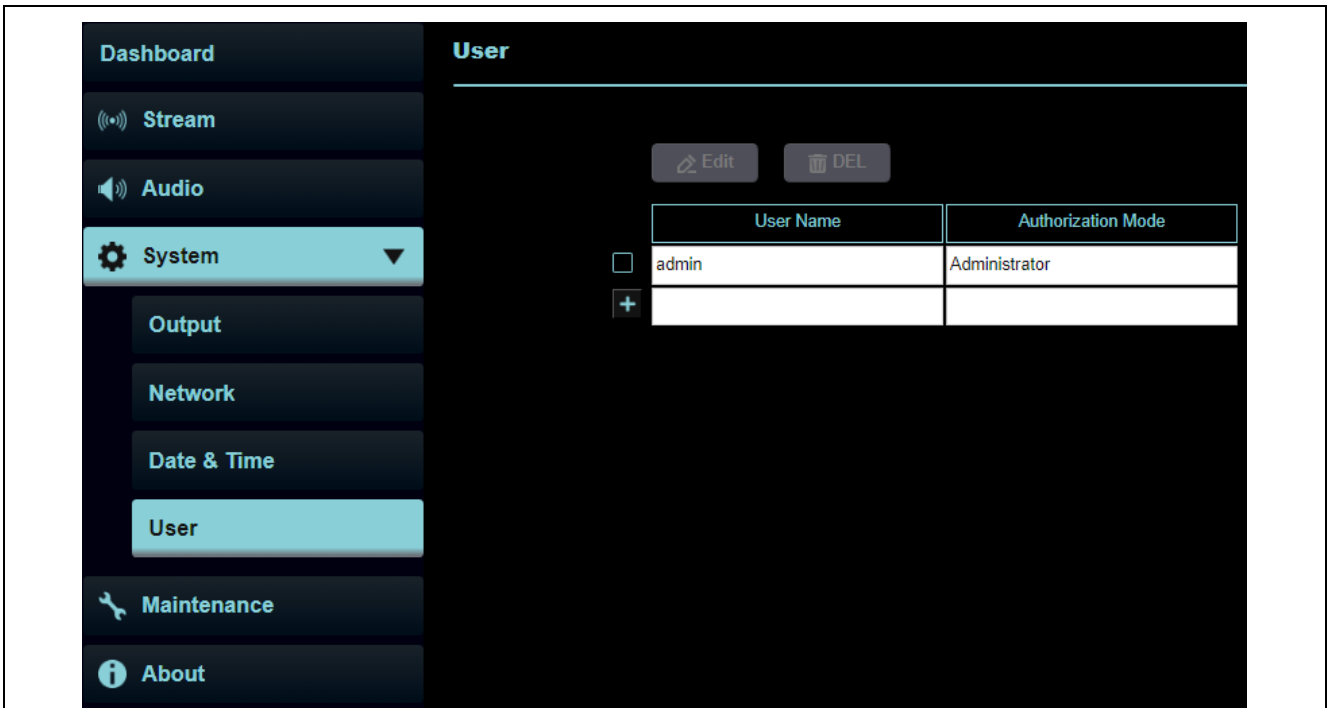 Dashboard
Stream
Audio
System
Output
Network
Date & Time
User
Maintenance
About
User
Edit DEL
User Name Authorization Mode
admin Administrator